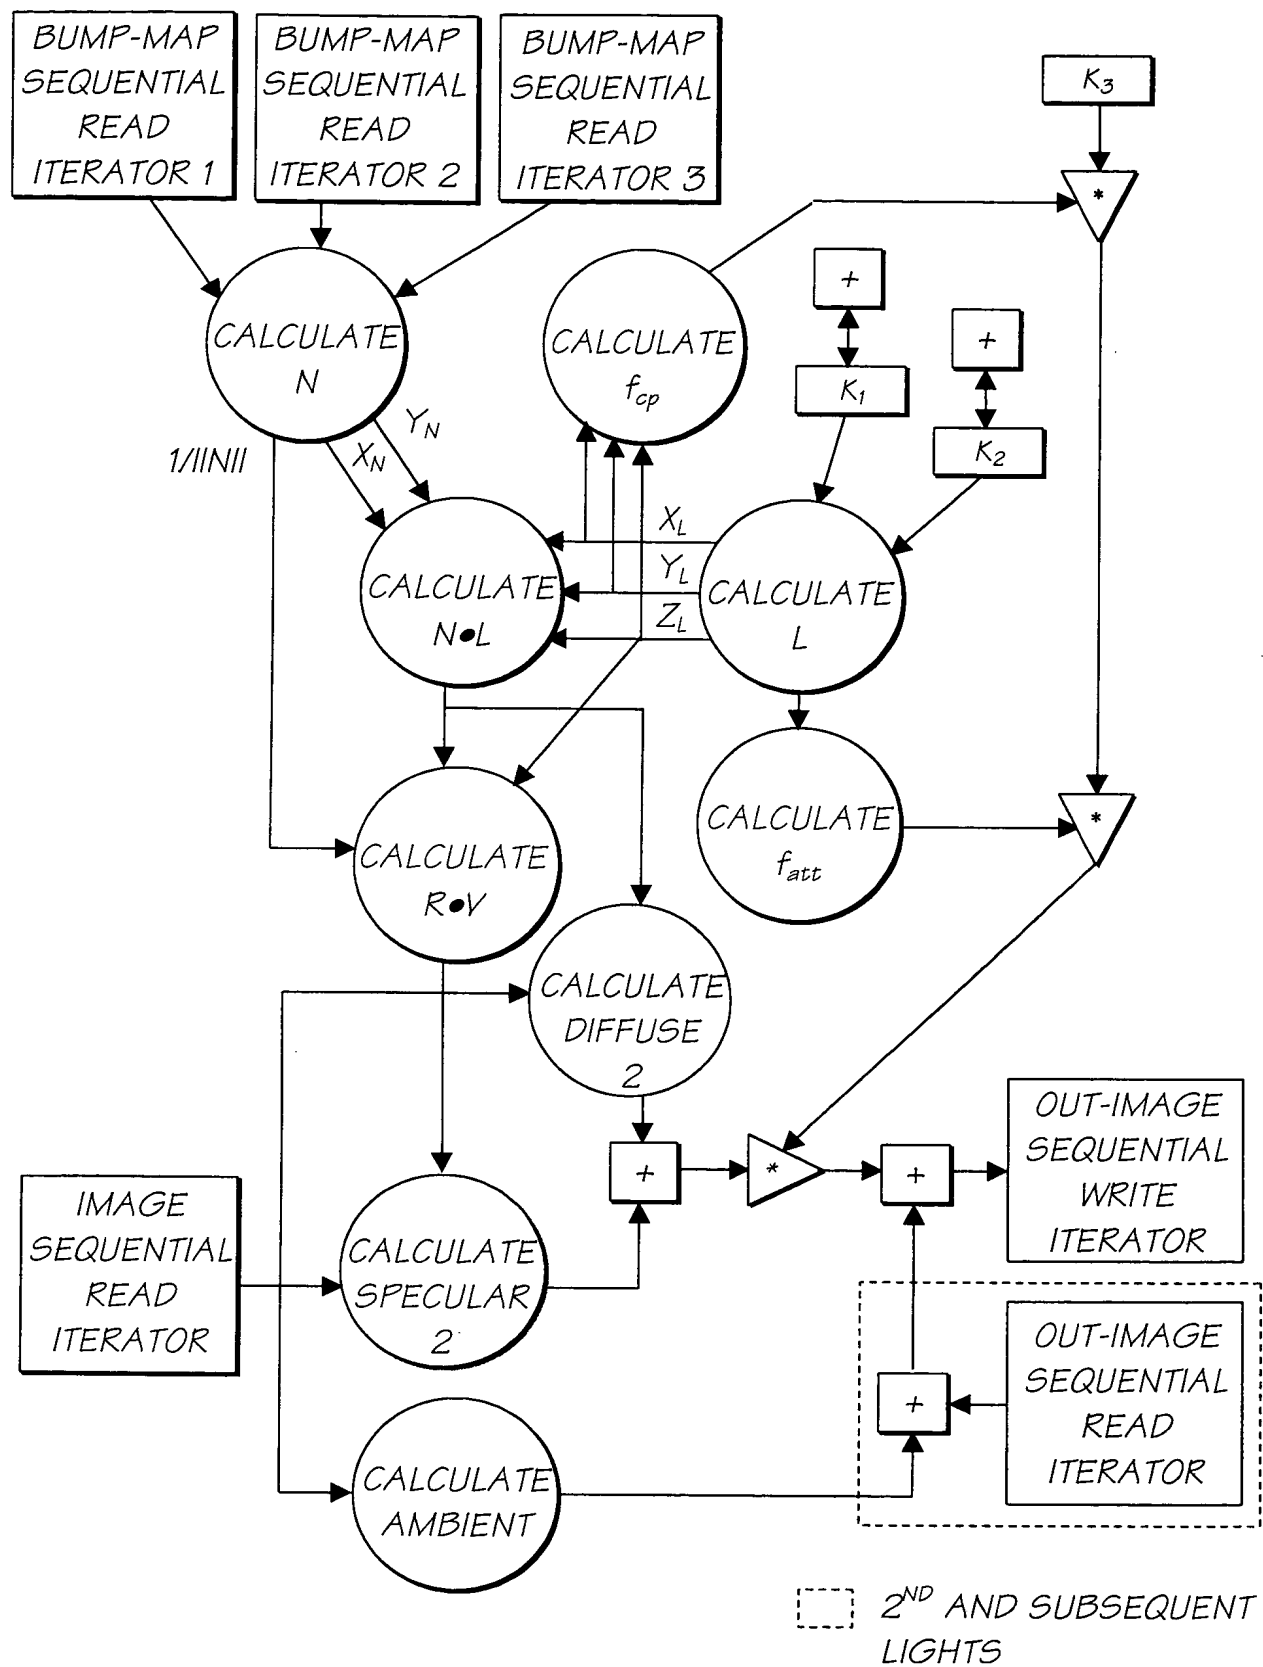 BUMP-MAP
SEQUENTIAL
READ
ITERATOR 1
BUMP-MAP
SEQUENTIAL
READ
ITERATOR 2
BUMP-MAP
SEQUENTIAL
READ
ITERATOR 3
K3
*
CALCULATE
N
CALCULATE
fcp
+
+
K1
K2
1/||N||
XN
YN
CALCULATE
N•L
XL
YL
ZL
CALCULATE
L
CALCULATE
R•V
CALCULATE
fatt
*
CALCULATE
DIFFUSE
2
+
*
+
OUT-IMAGE
SEQUENTIAL
WRITE
ITERATOR
IMAGE
SEQUENTIAL
READ
ITERATOR
CALCULATE
SPECULAR
2
+
OUT-IMAGE
SEQUENTIAL
READ
ITERATOR
CALCULATE
AMBIENT
2ND AND SUBSEQUENT
LIGHTS